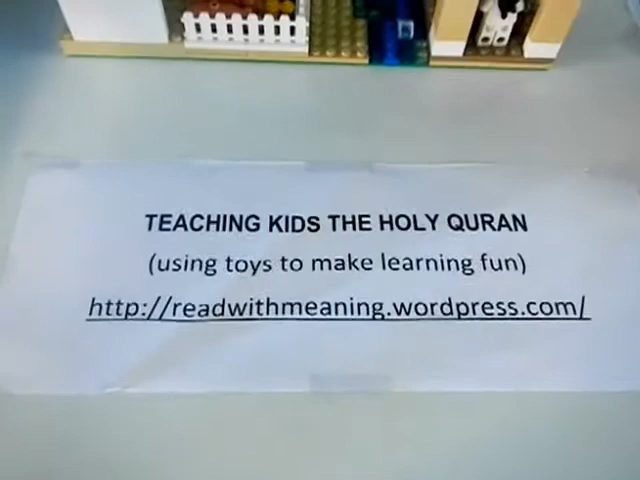 TEACHING KIDS THE HOLY QURAN
(using toys to make learning fun)
http://readwithmeaning.wordpress.com/